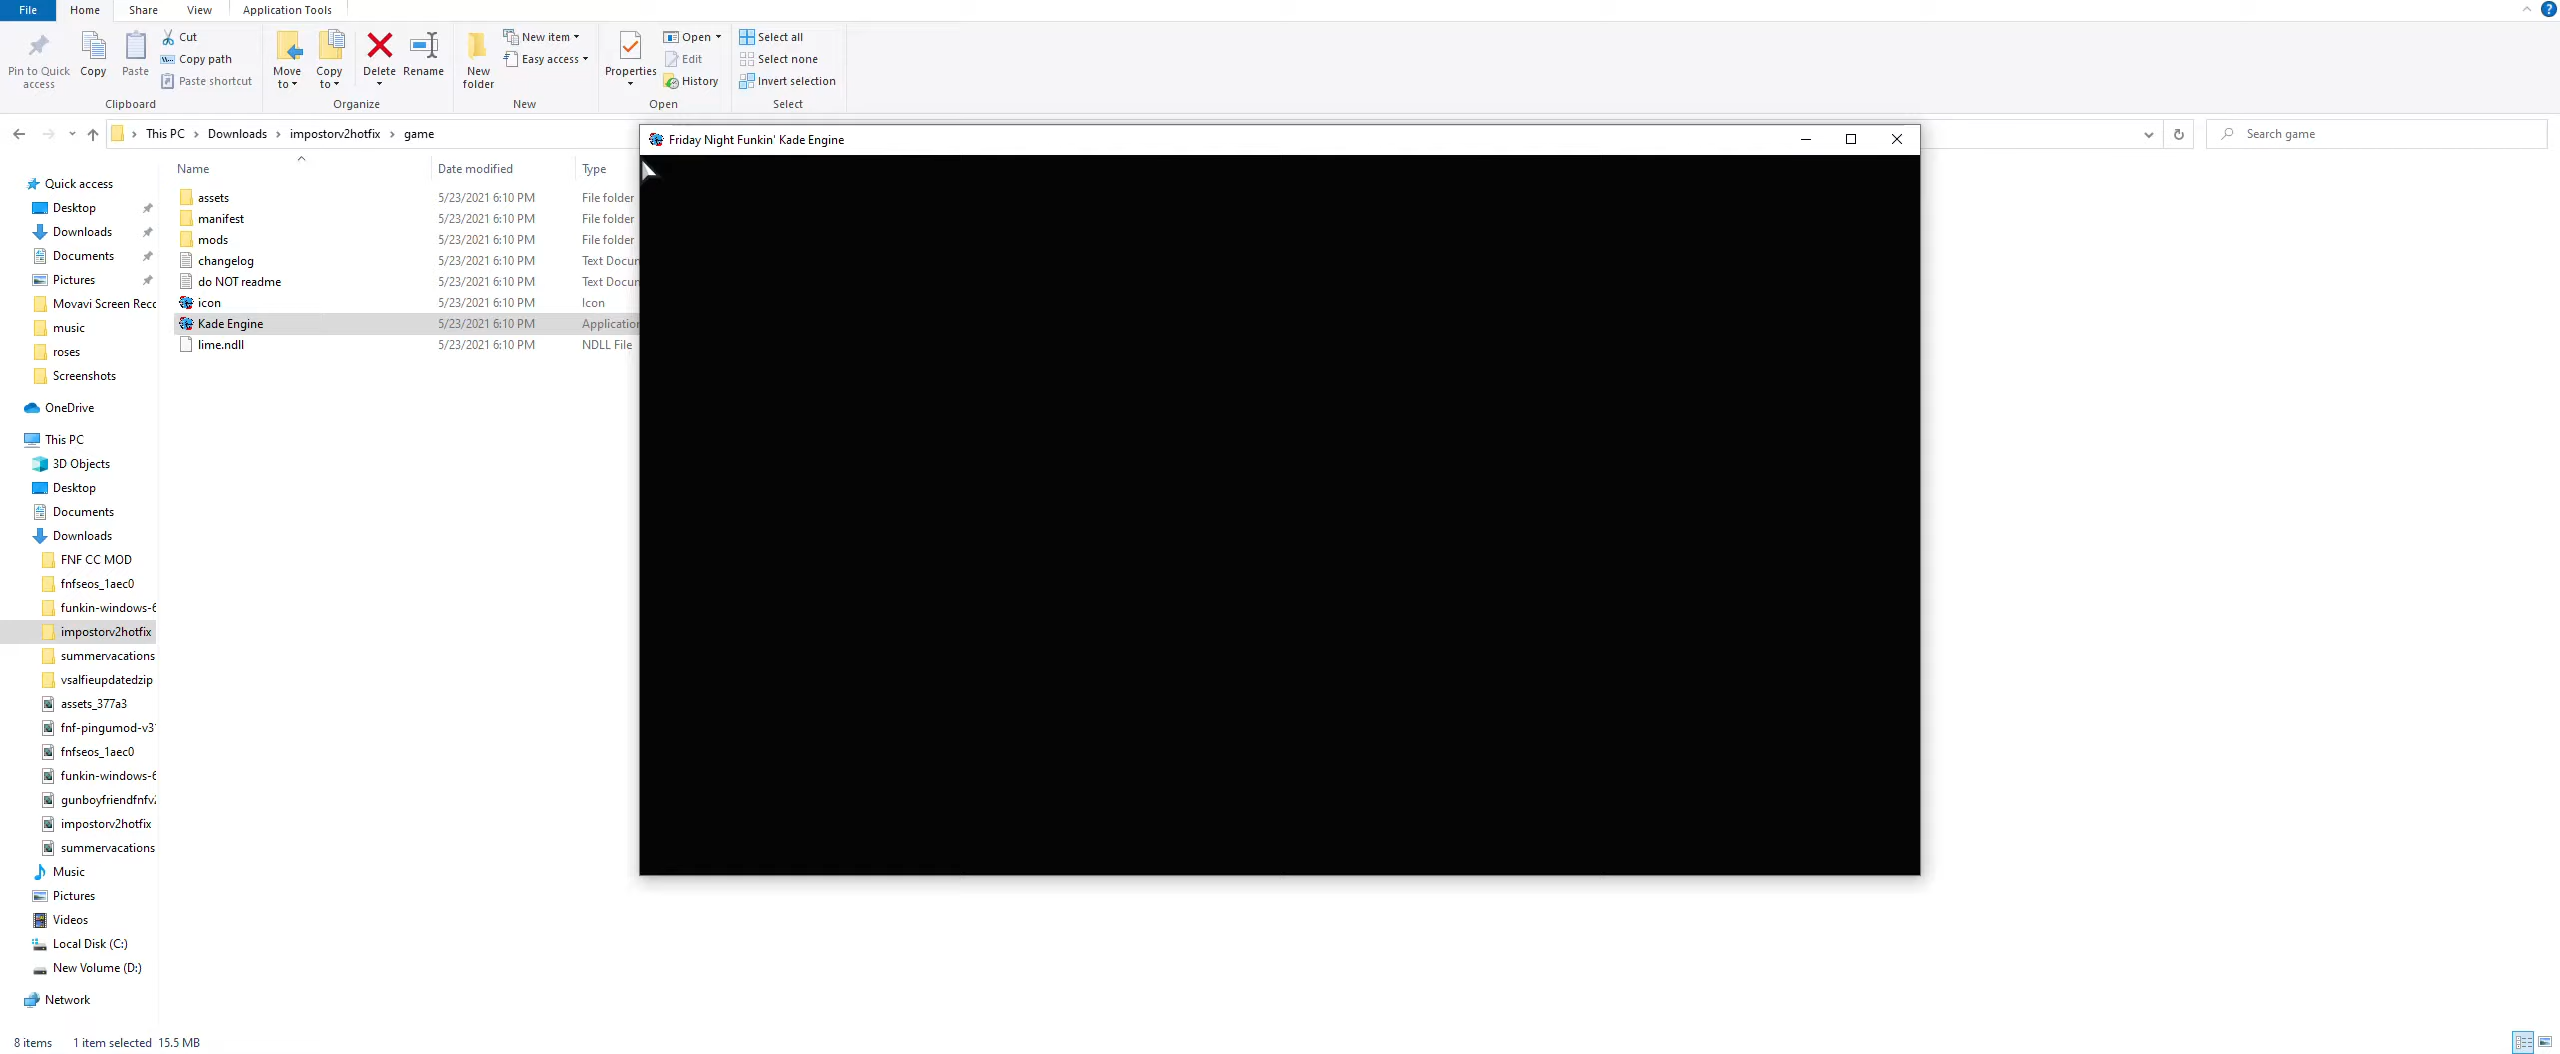 File Home Share View Application Tools
Pin to Quick access
Copy
Paste
Cut
Copy path
Paste shortcut
Clipboard
Move to
Copy to
Delete
Rename
Organize
New folder
New item
Easy access
New
Properties
Open
Edit
History
Open
Select all
Select none
Invert selection
Select
This PC > Downloads > impostorv2hotfix > game
Search game
Friday Night Funkin' Kade Engine
Name Date modified Type
assets 5/23/2021 6:10 PM File folder
manifest 5/23/2021 6:10 PM File folder
mods 5/23/2021 6:10 PM File folder
changelog 5/23/2021 6:10 PM Text Docun
do NOT readme 5/23/2021 6:10 PM Text Docun
icon 5/23/2021 6:10 PM Icon
Kade Engine 5/23/2021 6:10 PM Application
lime.ndll 5/23/2021 6:10 PM NDLL File
Quick access
Desktop
Downloads
Documents
Pictures
Movavi Screen Recc
music
roses
Screenshots
OneDrive
This PC
3D Objects
Desktop
Documents
Downloads
FNF CC MOD
fnfseos_1aec0
funkin-windows-6
impostorv2hotfix
summervacations
vsalfieupdatedzip
assets_377a3
fnf-pingumod-v3
fnfseos_1aec0
funkin-windows-6
gunboyfriendfnfv2
impostorv2hotfix
summervacations
Music
Pictures
Videos
Local Disk (C:)
New Volume (D:)
Network
8 items 1 item selected 15.5 MB